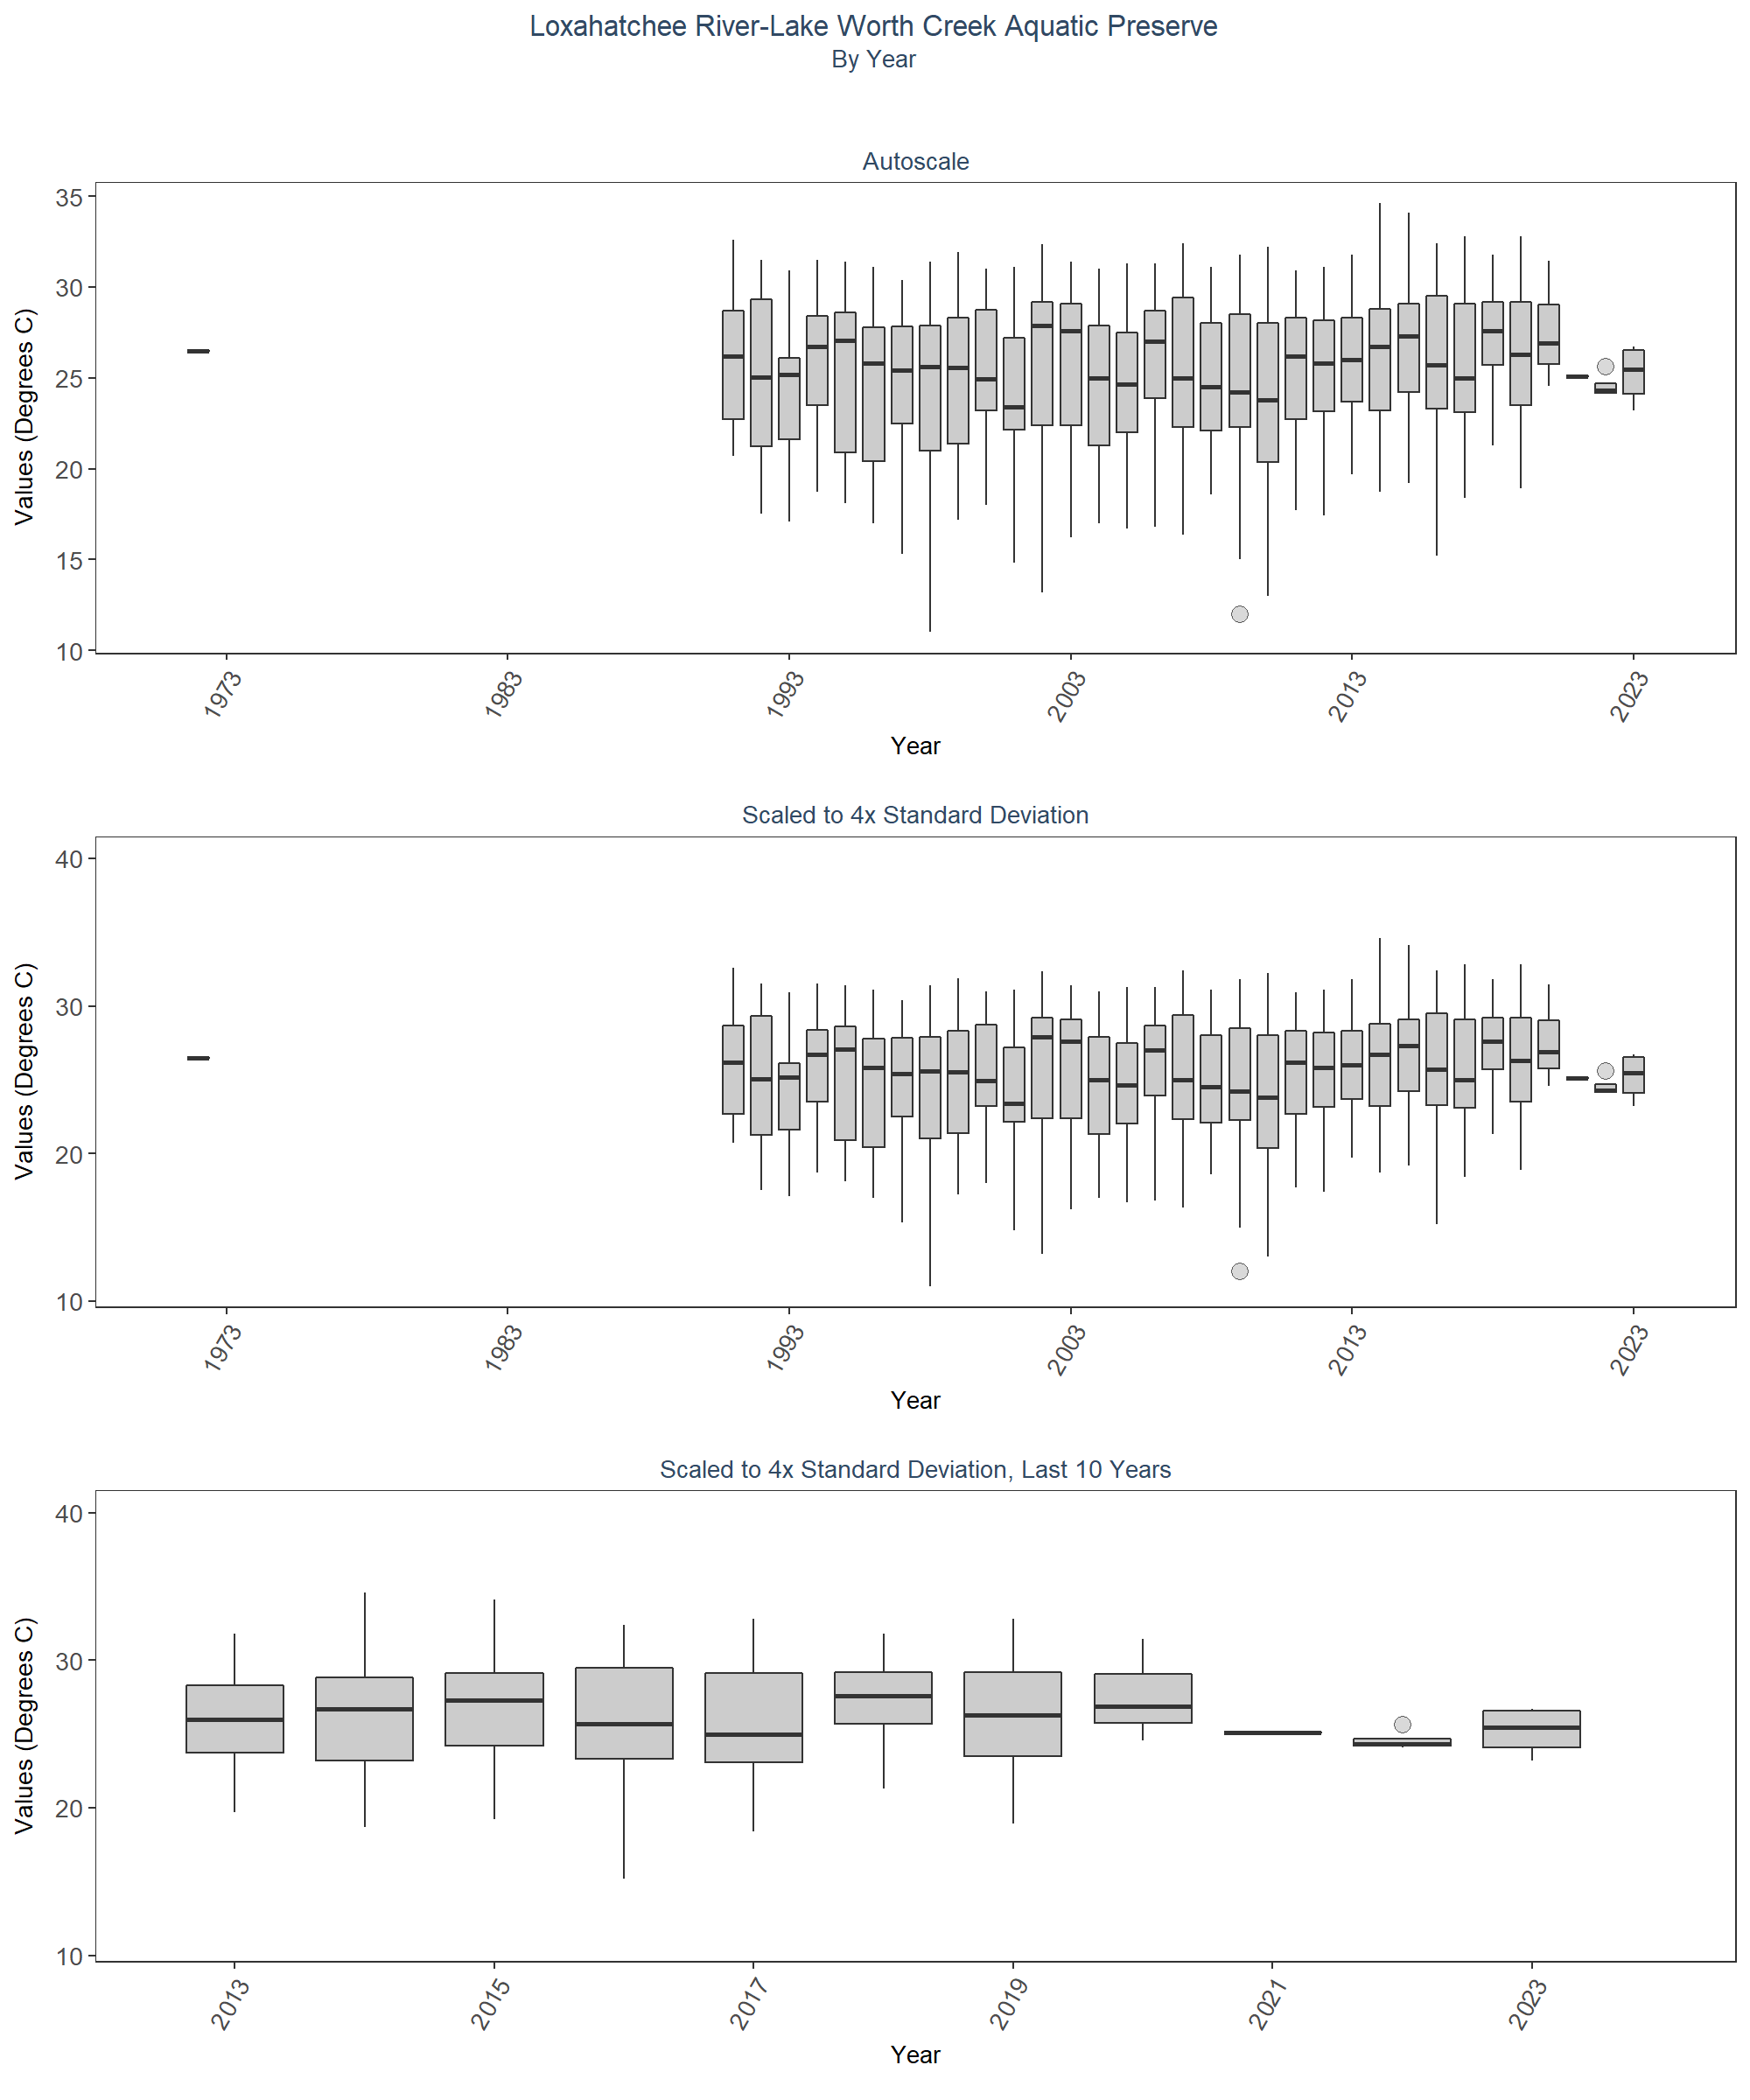 Loxahatchee River-Lake Worth Creek Aquatic Preserve
By Year
Autoscale
Values (Degrees C)
35
30
25
20
15
10
1973
1983
1993
2003
2013
2023
Year
Scaled to 4x Standard Deviation
Values (Degrees C)
40
30
20
10
1973
1983
1993
2003
2013
2023
Year
Scaled to 4x Standard Deviation, Last 10 Years
Values (Degrees C)
40
30
20
10
2013
2015
2017
2019
2021
2023
Year